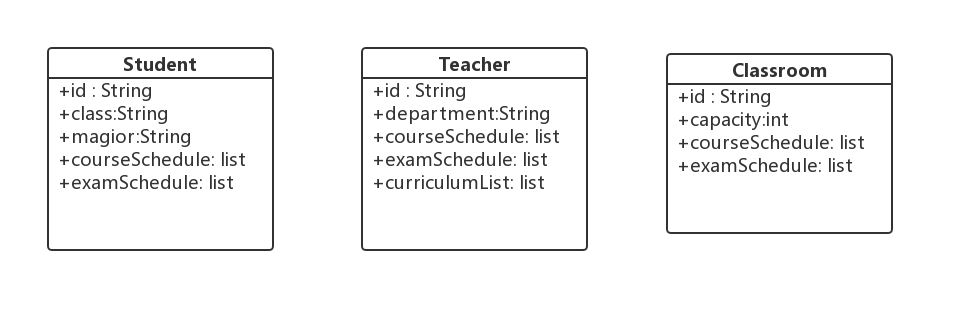 Student
+id : String
+class:String
+magior:String
+courseSchedule: list
+examSchedule: list
Teacher
+id : String
+department:String
+courseSchedule: list
+examSchedule: list
+curriculumList: list
Classroom
+id : String
+capacity:int
+courseSchedule: list
+examSchedule: list